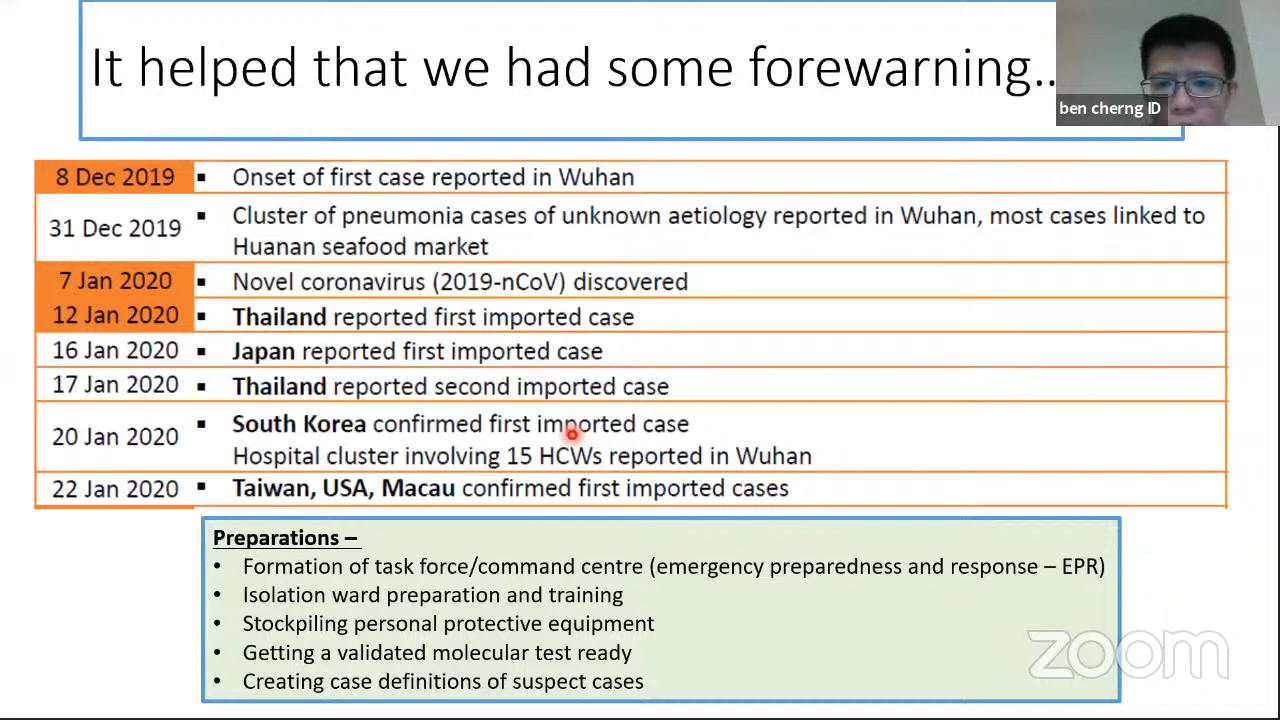 It helped that we had some forewarning..
ben cherng ID
8 Dec 2019 ▪ Onset of first case reported in Wuhan
31 Dec 2019 ▪ Cluster of pneumonia cases of unknown aetiology reported in Wuhan, most cases linked to
Huanan seafood market
7 Jan 2020 ▪ Novel coronavirus (2019-nCoV) discovered
12 Jan 2020 ▪ Thailand reported first imported case
16 Jan 2020 ▪ Japan reported first imported case
17 Jan 2020 ▪ Thailand reported second imported case
20 Jan 2020 ▪ South Korea confirmed first imported case
Hospital cluster involving 15 HCWs reported in Wuhan
22 Jan 2020 ▪ Taiwan, USA, Macau confirmed first imported cases
Preparations –
• Formation of task force/command centre (emergency preparedness and response – EPR)
• Isolation ward preparation and training
• Stockpiling personal protective equipment
• Getting a validated molecular test ready
• Creating case definitions of suspect cases
zoom